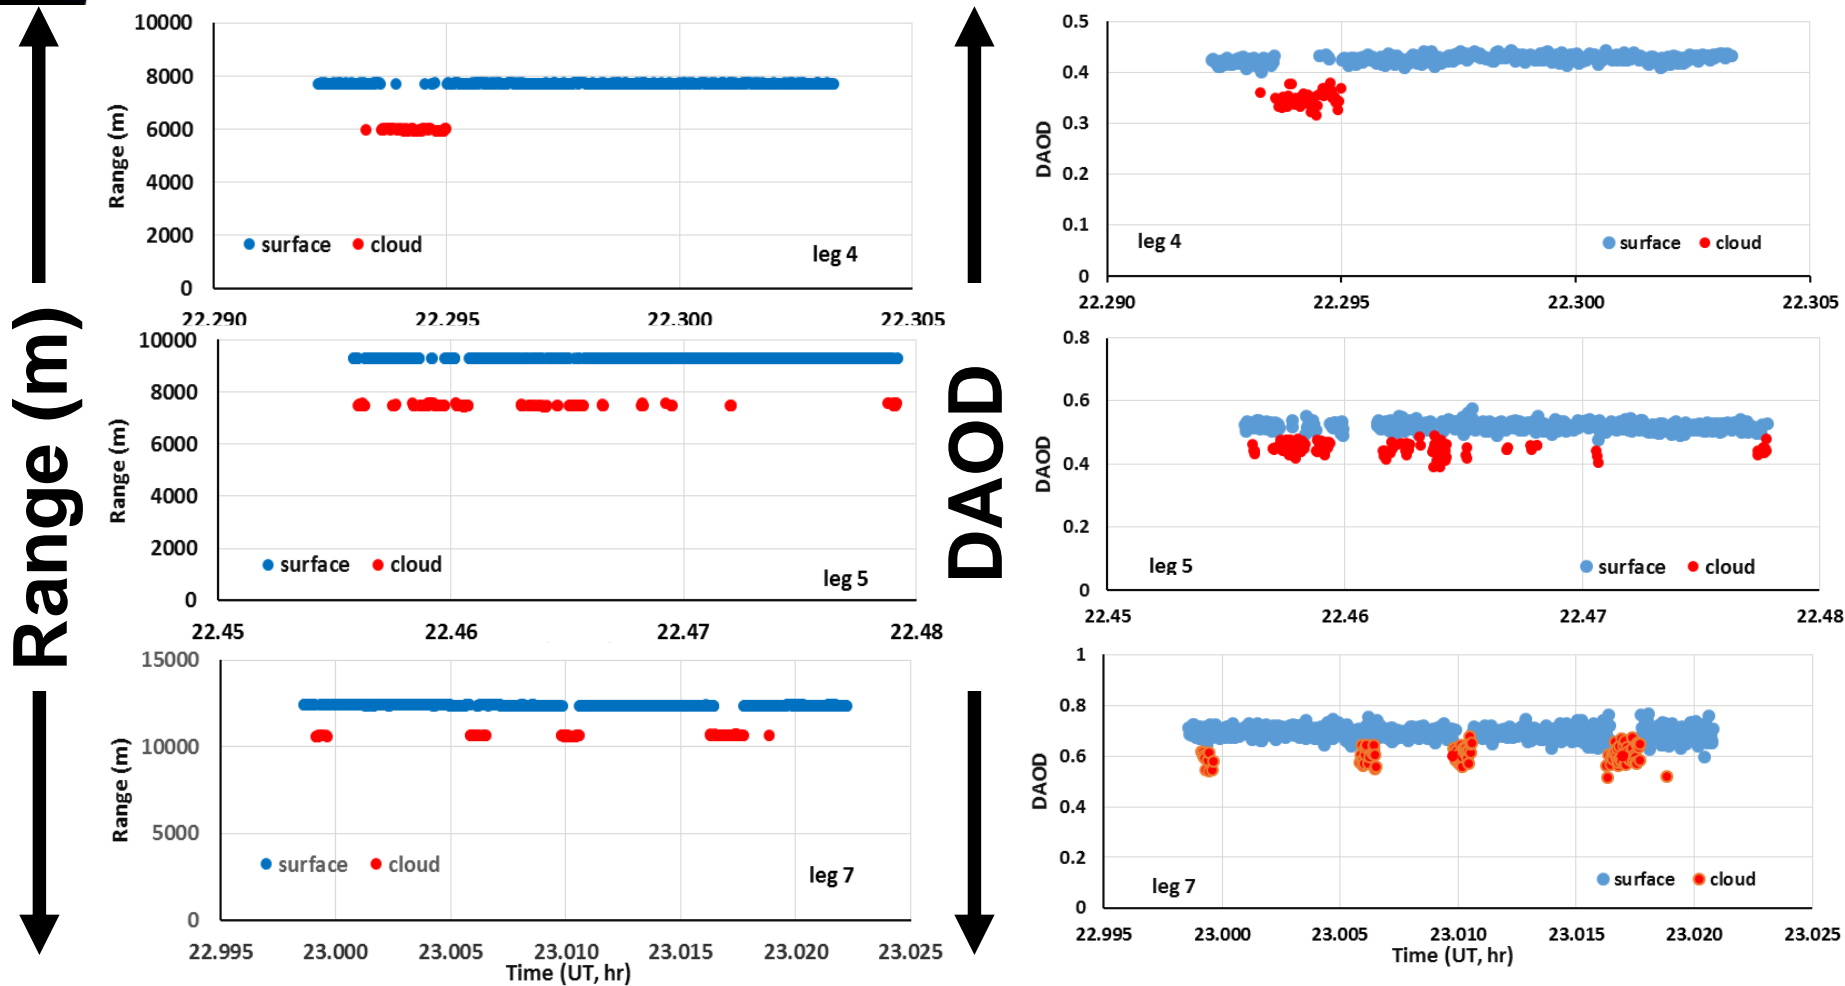 Range (m)
10000
8000
6000
4000
2000
0
Range (m)
surface cloud
leg 4
22.290 22.295 22.300 22.305
10000
8000
6000
4000
2000
0
Range (m)
surface cloud
leg 5
22.45 22.46 22.47 22.48
15000
10000
5000
0
Range (m)
surface cloud
leg 7
22.995 23.000 23.005 23.010 23.015 23.020 23.025
Time (UT, hr)
DAOD
0.5
0.4
0.3
0.2
0.1
0
DAOD
leg 4
surface cloud
22.290 22.295 22.300 22.305
0.8
0.6
0.4
0.2
0
DAOD
leg 5
surface cloud
22.45 22.46 22.47 22.48
1
0.8
0.6
0.4
0.2
0
DAOD
leg 7
surface cloud
22.995 23.000 23.005 23.010 23.015 23.020 23.025
Time (UT, hr)